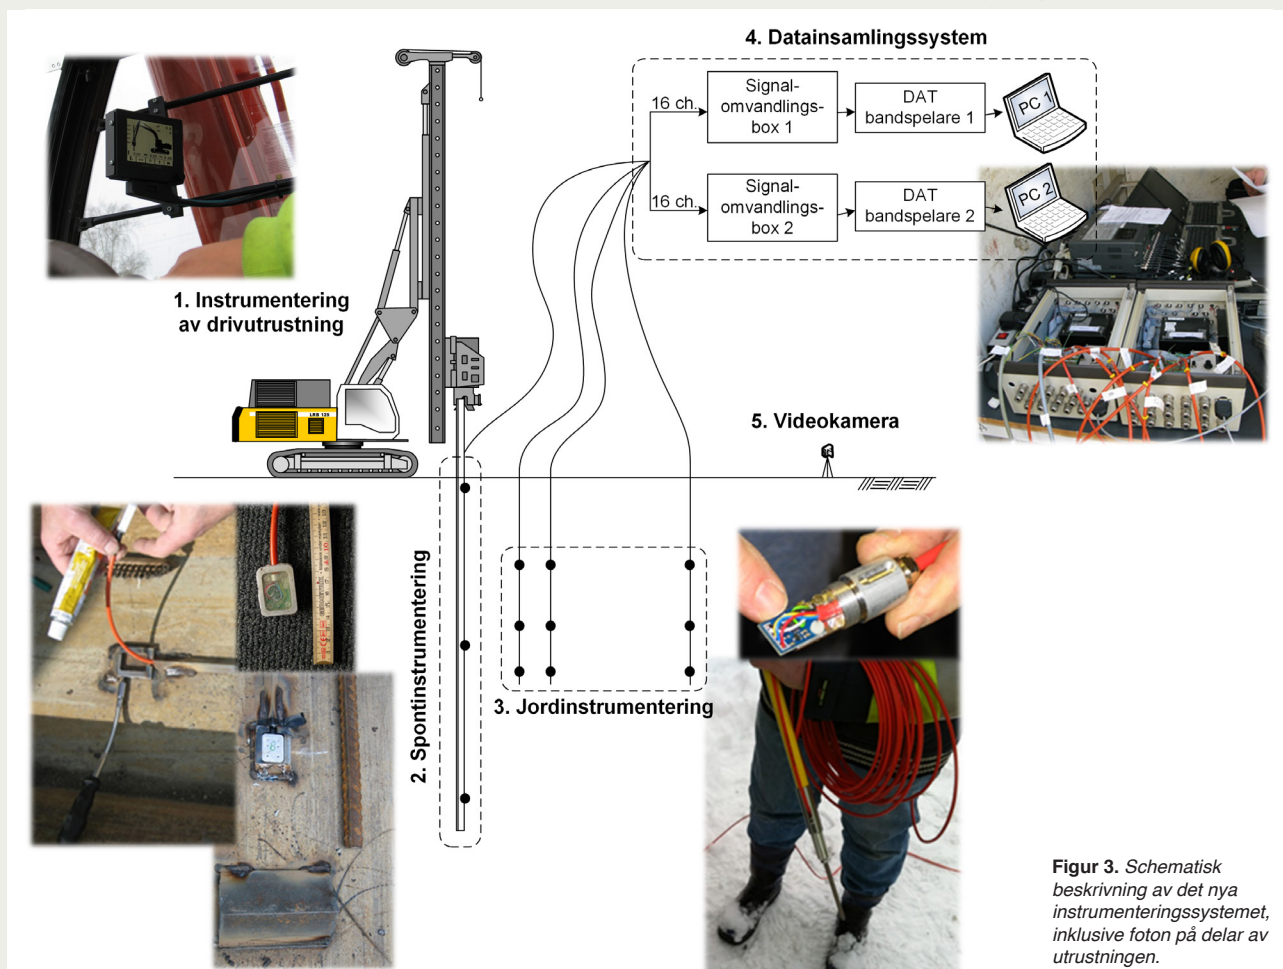 4. Datainsamlingssystem
16 ch.
Signal-
omvandlings-
box 1
DAT
bandspelare 1
PC 1
16 ch.
Signal-
omvandlings-
box 2
DAT
bandspelare 2
PC 2
1. Instrumentering
av drivutrustning
LRB 125
5. Videokamera
2. Spontinstrumentering
3. Jordinstrumentering
Figur 3. Schematisk
beskrivning av det nya
instrumenteringssystemet,
inklusive foton på delar av
utrustningen.